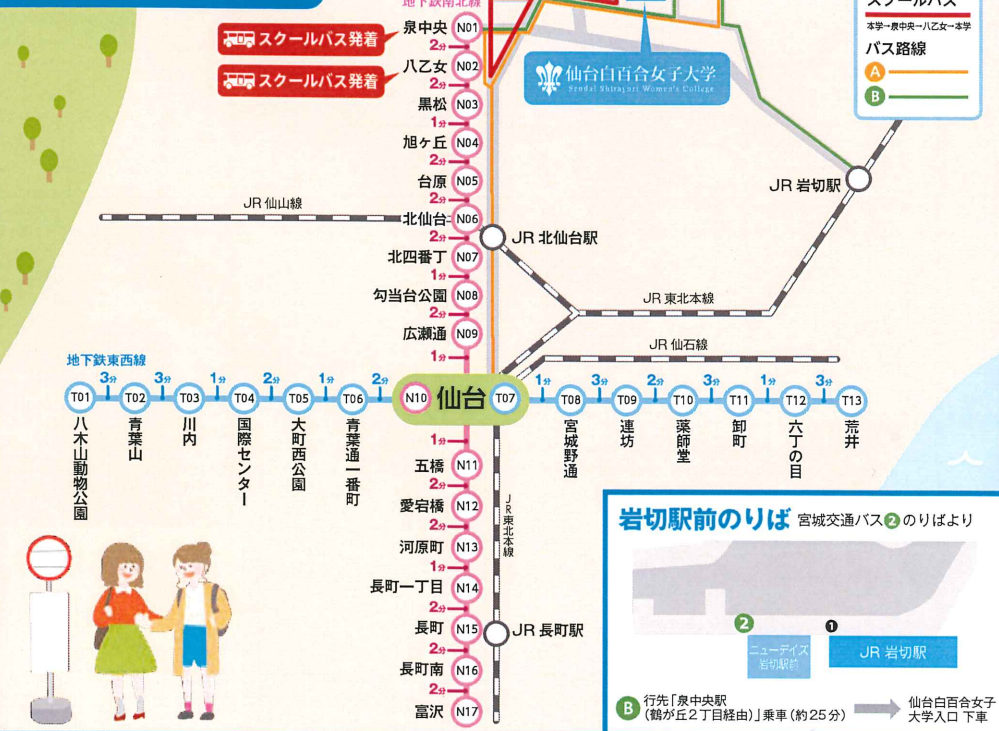 地下鉄南北線
泉中央 N01
スクールバス発着
2分
八乙女 N02
スクールバス発着
2分
黒松 N03
1分
旭ヶ丘 N04
2分
台原 N05
2分
北仙台 N06
2分
北四番丁 N07
1分
勾当台公園 N08
2分
広瀬通 N09
1分
N10 仙台 T07
1分
五橋 N11
2分
愛宕橋 N12
2分
河原町 N13
1分
長町一丁目 N14
2分
長町 N15
2分
長町南 N16
2分
富沢 N17
仙台白百合女子大学
Sendai Shirayuri Women's College
スクールバス
本学→泉中央→八乙女→本学
バス路線
A
B
JR 岩切駅
JR 仙山線
JR 北仙台駅
JR 東北本線
JR 仙石線
JR 東北本線
JR 長町駅
地下鉄東西線
T01 3分 T02 3分 T03 1分 T04 2分 T05 1分 T06 2分
1分 T08 3分 T09 2分 T10 3分 T11 1分 T12 3分 T13
八木山動物公園
青葉山
川内
国際センター
大町西公園
青葉通一番町
宮城野通
連坊
薬師堂
卸町
六丁の目
荒井
岩切駅前のりば 宮城交通バス2のりばより
2
1
ニューデイズ
岩切駅前
JR 岩切駅
B 行先「泉中央駅
(鶴が丘2丁目経由)」乗車(約25分)
仙台白百合女子
大学入口 下車